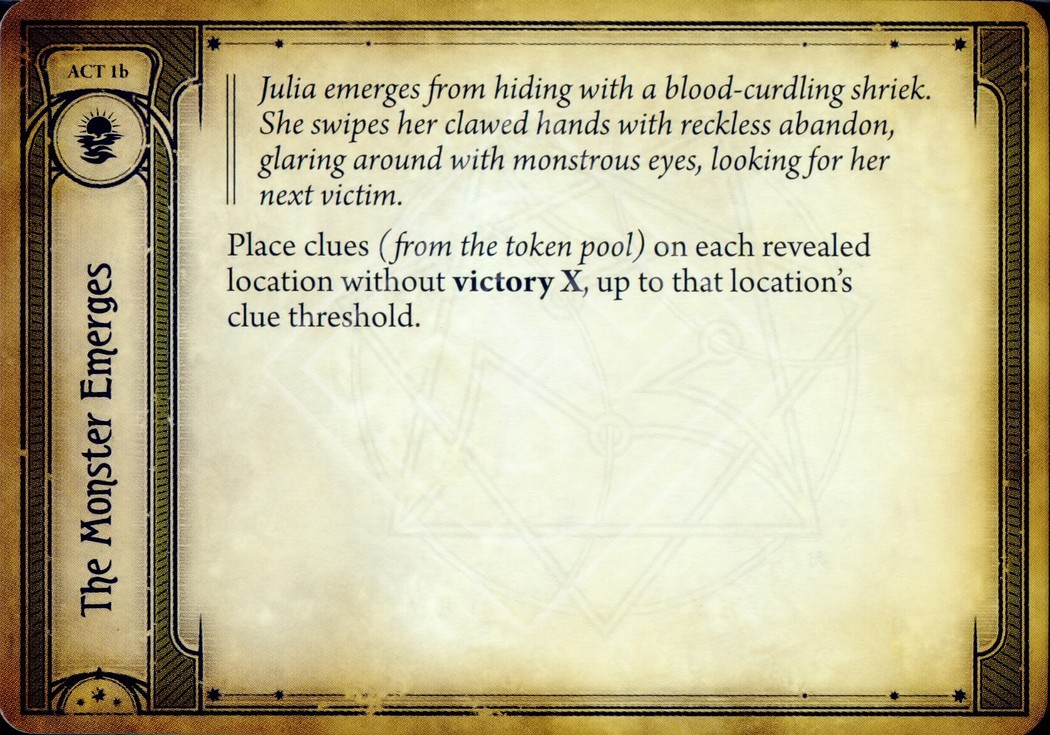 ACT 1b
The Monster Emerges
Julia emerges from hiding with a blood-curdling shriek.
She swipes her clawed hands with reckless abandon,
glaring around with monstrous eyes, looking for her
next victim.
Place clues (from the token pool) on each revealed
location without victory X, up to that location's
clue threshold.